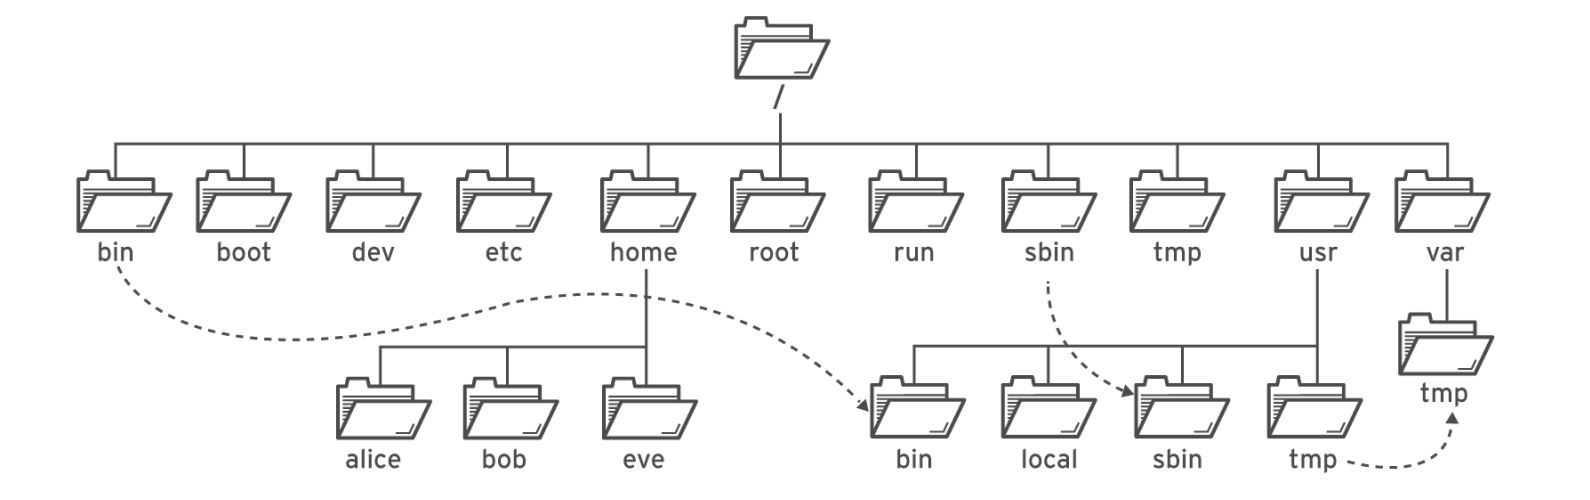 /
bin boot dev etc home root run sbin tmp usr var
tmp
alice bob eve bin local sbin tmp